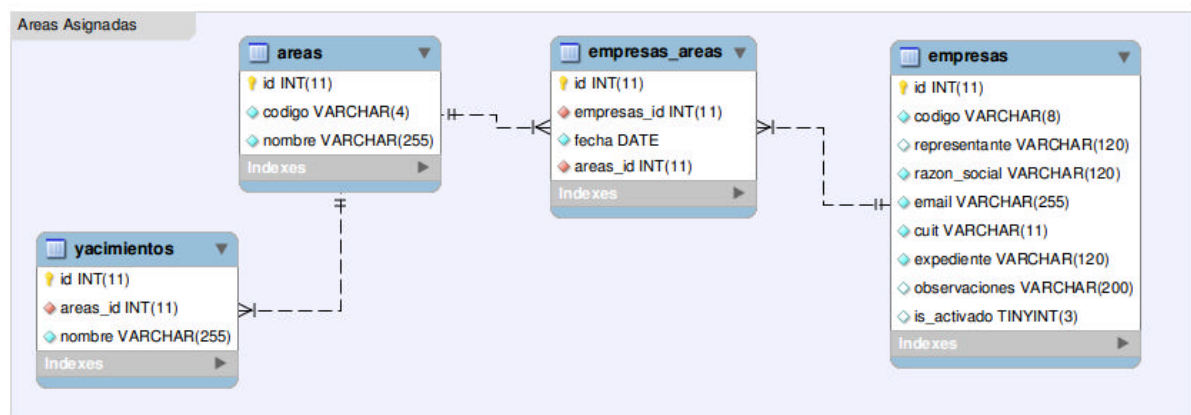 Areas Asignadas
areas
id INT(11)
codigo VARCHAR(4)
nombre VARCHAR(255)
Indexes
empresas_areas
id INT(11)
empresas_id INT(11)
fecha DATE
areas_id INT(11)
Indexes
empresas
id INT(11)
codigo VARCHAR(8)
representante VARCHAR(120)
razon_social VARCHAR(120)
email VARCHAR(255)
cuit VARCHAR(11)
expediente VARCHAR(120)
observaciones VARCHAR(200)
is_activado TINYINT(3)
Indexes
yacimientos
id INT(11)
areas_id INT(11)
nombre VARCHAR(255)
Indexes